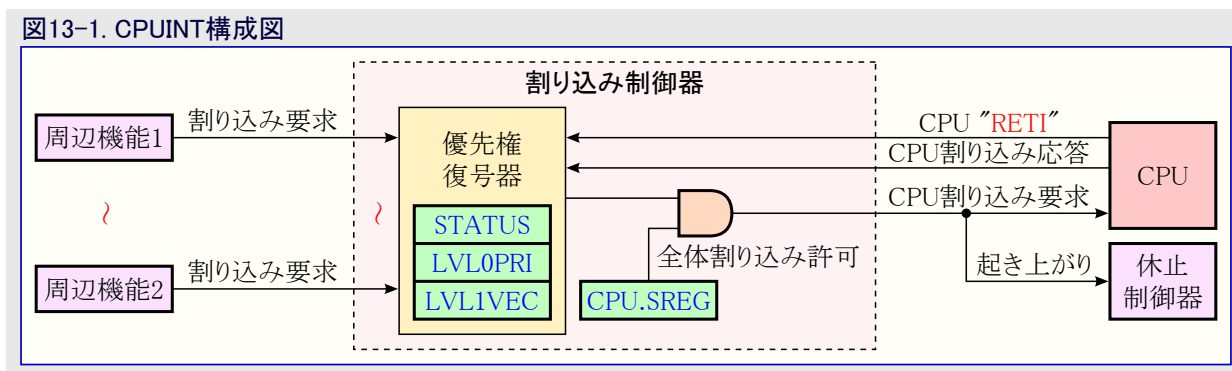 図13-1. CPUINT構成図
割り込み制御器
周辺機能1
割り込み要求
優先権
復号器
STATUS
LVL0PRI
LVL1VEC
CPU "RETI"
CPU割り込み応答
CPU割り込み要求
CPU
全体割り込み許可
CPU.SREG
周辺機能2
割り込み要求
起き上がり
休止
制御器